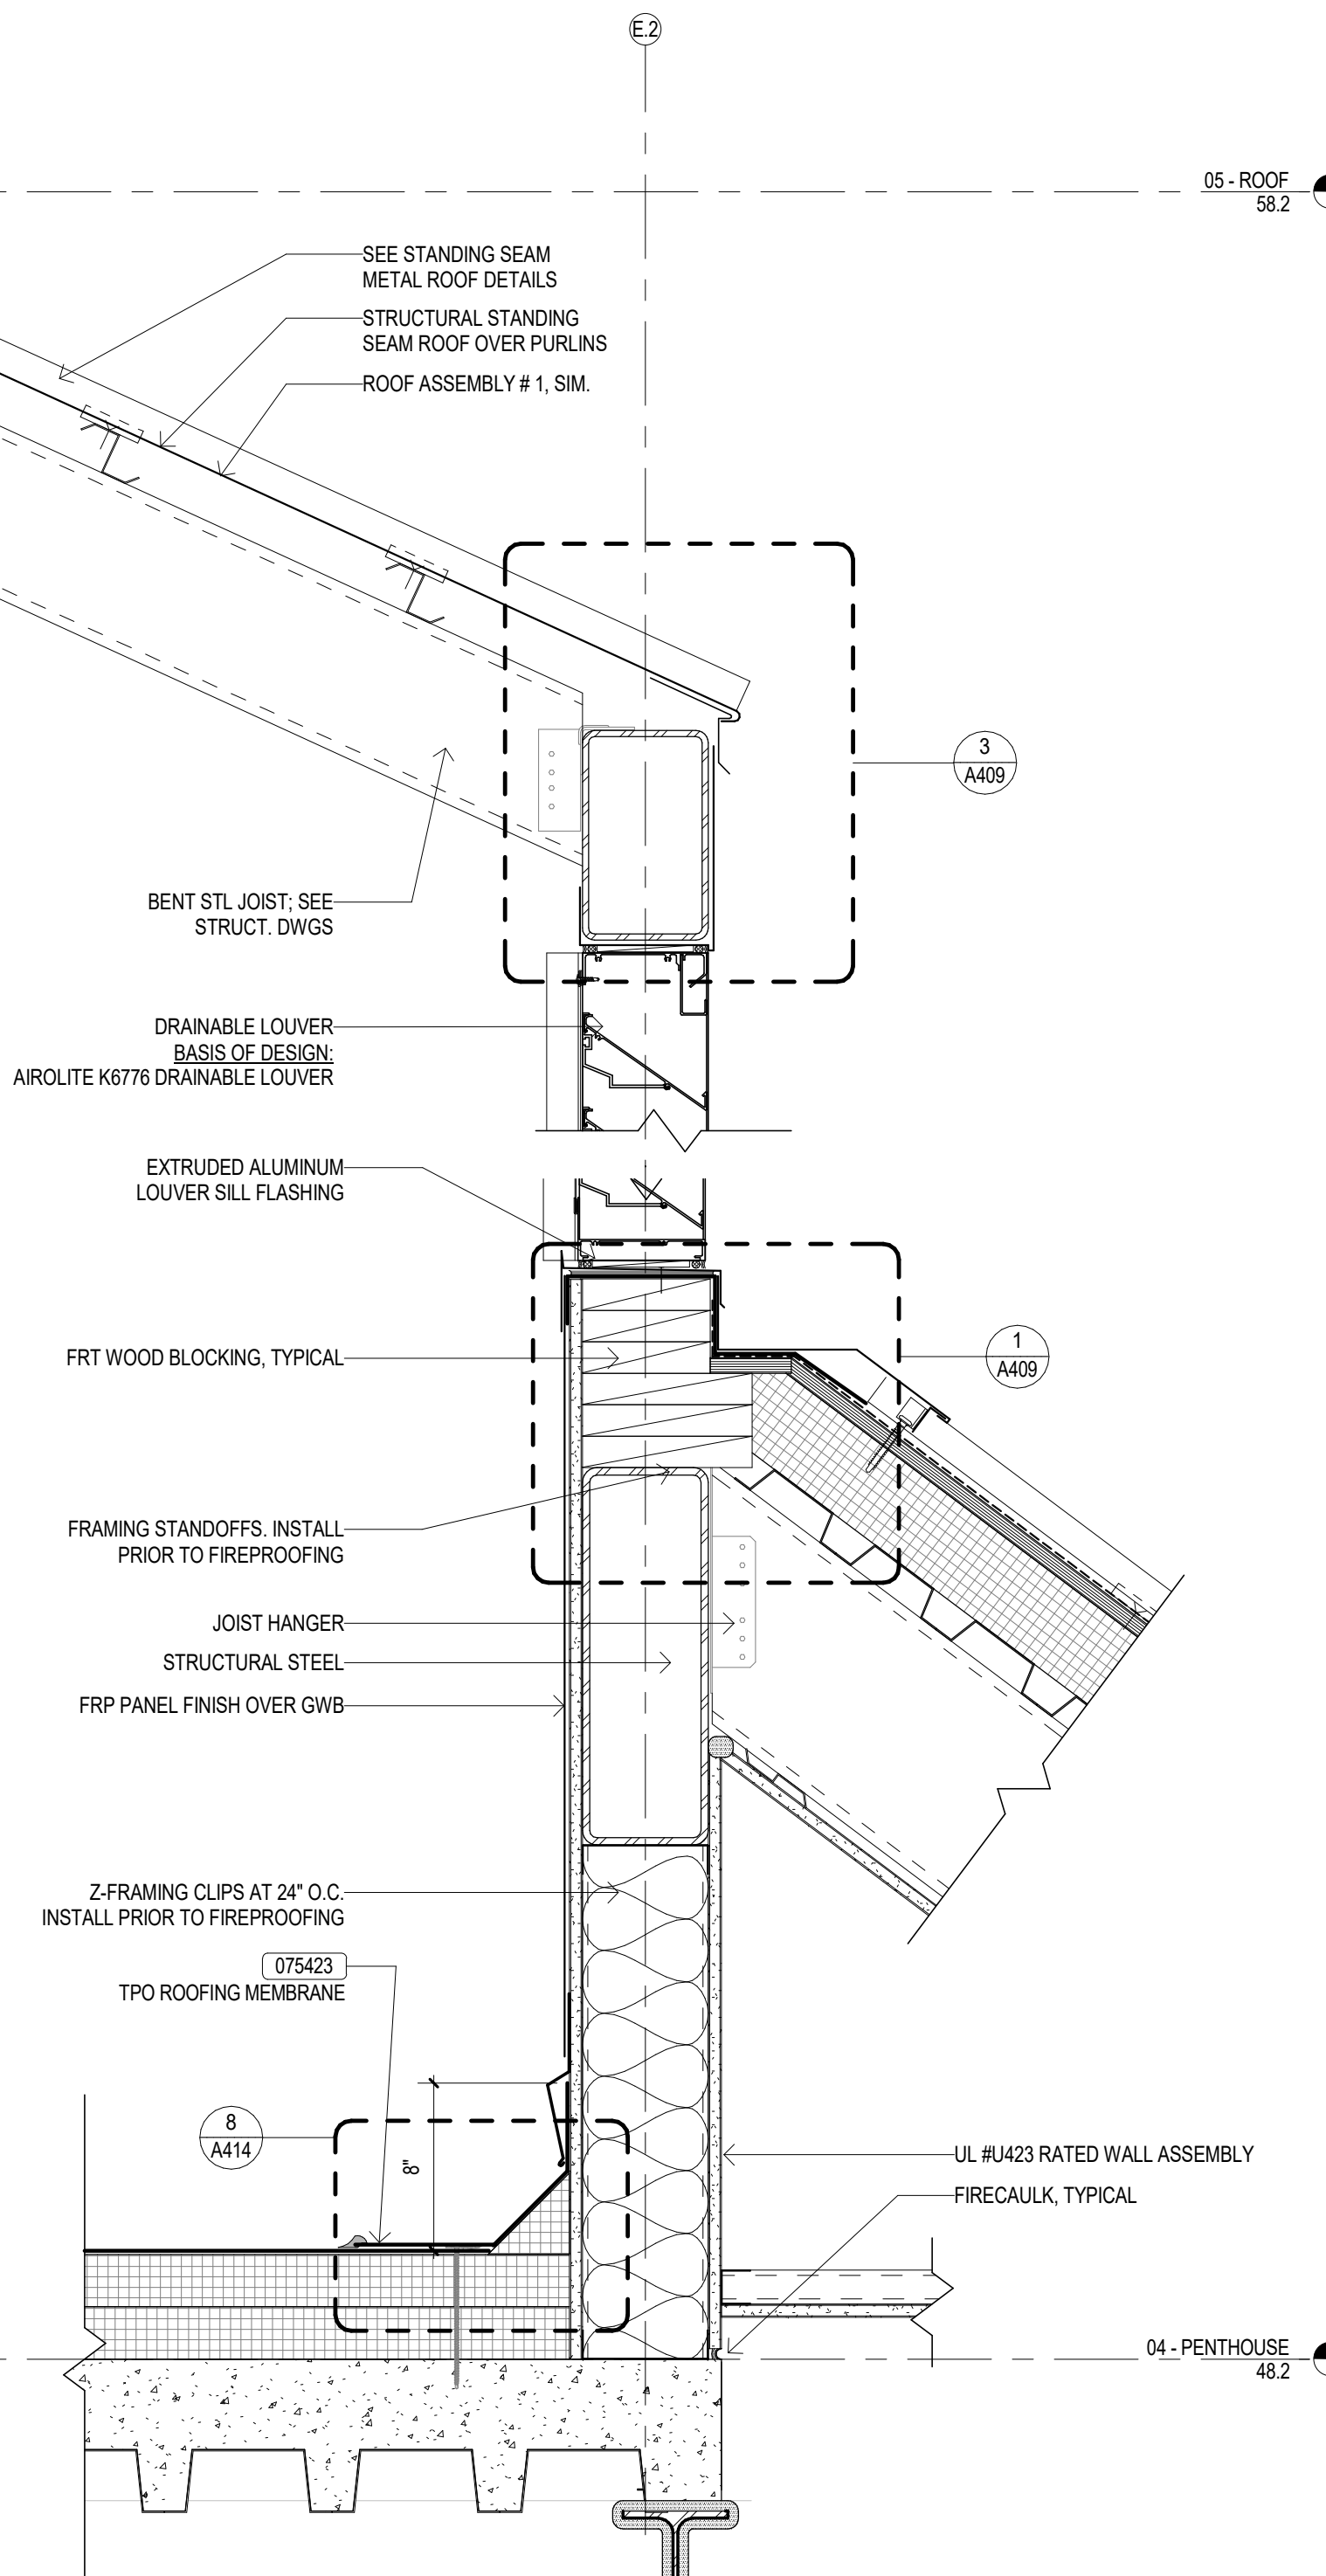 E.2
05 - ROOF
58.2
SEE STANDING SEAM
METAL ROOF DETAILS
STRUCTURAL STANDING
SEAM ROOF OVER PURLINS
ROOF ASSEMBLY # 1, SIM.
3
A409
BENT STL JOIST; SEE
STRUCT. DWGS
DRAINABLE LOUVER
BASIS OF DESIGN:
AIROLITE K6776 DRAINABLE LOUVER
EXTRUDED ALUMINUM
LOUVER SILL FLASHING
FRT WOOD BLOCKING, TYPICAL
1
A409
FRAMING STANDOFFS. INSTALL
PRIOR TO FIREPROOFING
JOIST HANGER
STRUCTURAL STEEL
FRP PANEL FINISH OVER GWB
Z-FRAMING CLIPS AT 24" O.C.
INSTALL PRIOR TO FIREPROOFING
075423
TPO ROOFING MEMBRANE
8
A414
8"
UL #U423 RATED WALL ASSEMBLY
FIRECAULK, TYPICAL
04 - PENTHOUSE
48.2